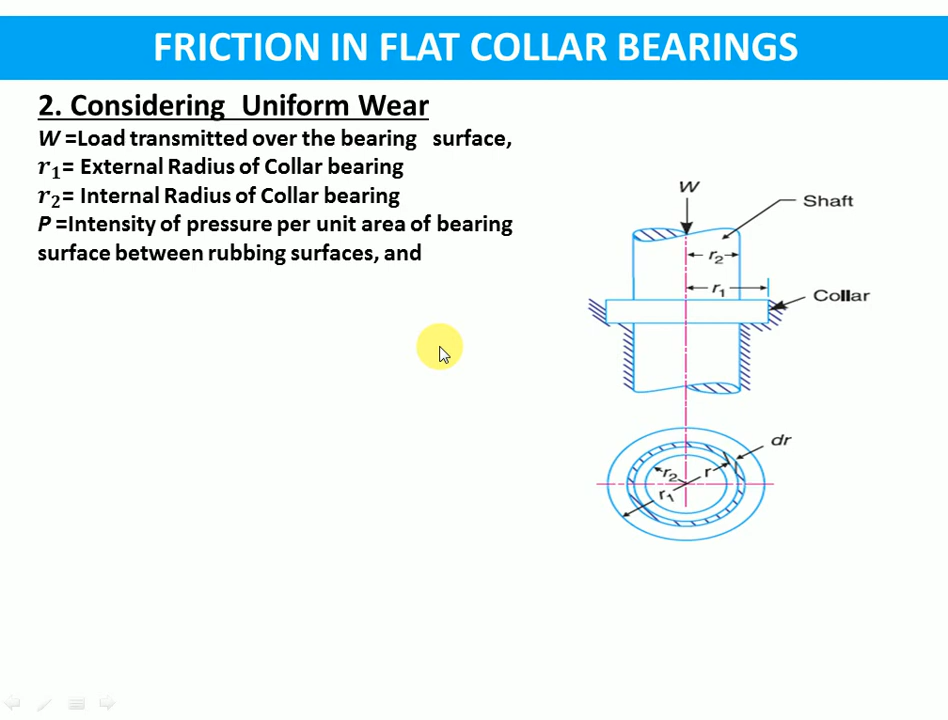 FRICTION IN FLAT COLLAR BEARINGS
2. Considering Uniform Wear
W =Load transmitted over the bearing surface,
r₁= External Radius of Collar bearing
r₂= Internal Radius of Collar bearing
P =Intensity of pressure per unit area of bearing
surface between rubbing surfaces, and
W
Shaft
r₂
r₁
Collar
dr
r₂
r
r₁